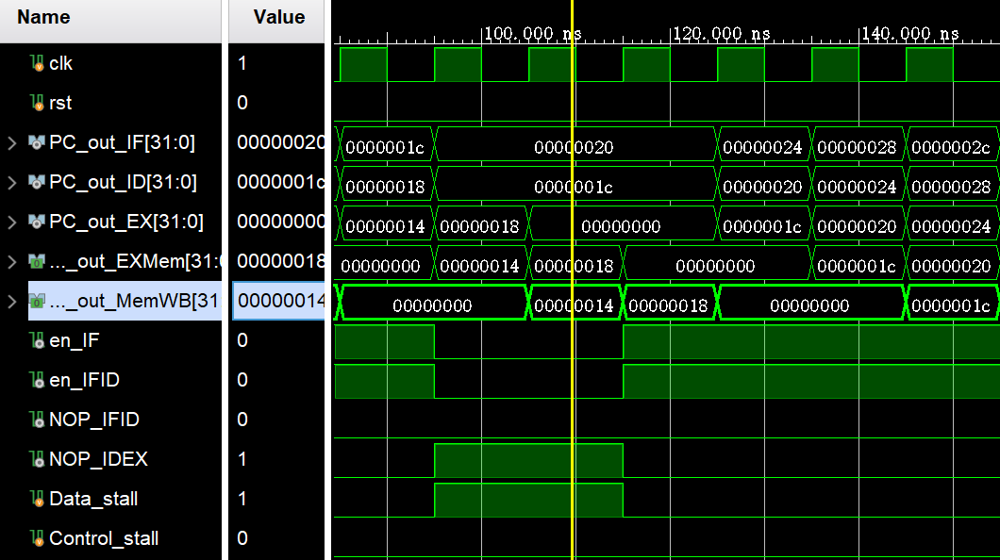 Name Value
100.000 ns 120.000 ns 140.000 ns
clk 1
rst 0
PC_out_IF[31:0] 00000020 0000001c 00000020 00000024 00000028 0000002c
PC_out_ID[31:0] 0000001c 00000018 0000001c 00000020 00000024 00000028
PC_out_EX[31:0] 00000000 00000014 00000018 00000000 0000001c 00000020 00000024
..._out_EXMem[31:0 00000018 00000000 00000014 00000018 00000000 0000001c 00000020
..._out_MemWB[31 00000014 00000000 00000014 00000018 00000000 0000001c
en_IF 0
en_IFID 0
NOP_IFID 0
NOP_IDEX 1
Data_stall 1
Control_stall 0